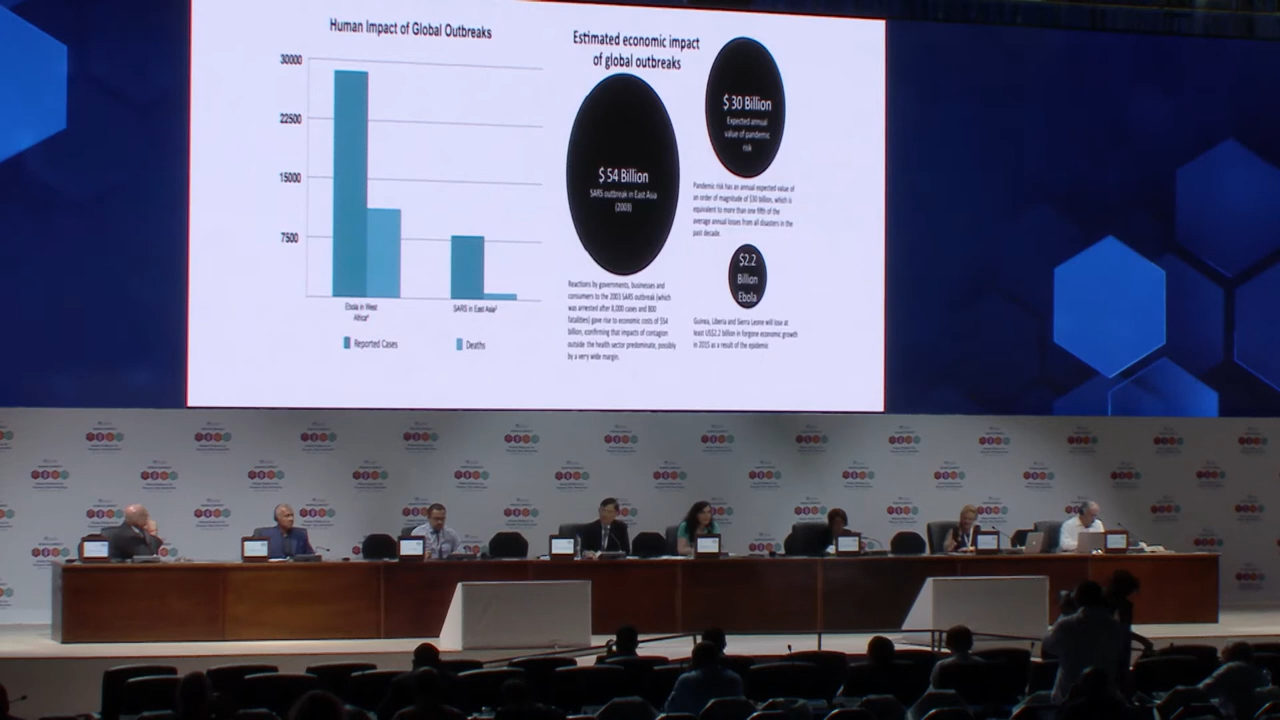 Human Impact of Global Outbreaks
30000
22500
15000
7500
Ebola in West
Africa¹
SARS in East Asia²
Reported Cases
Deaths
Estimated economic impact
of global outbreaks
$ 54 Billion
SARS outbreak in East Asia
(2003)
Reactions by governments, businesses and
consumers to the 2003 SARS outbreak (which
was arrested after 8,000 cases and 800
fatalities) gave rise to economic costs of $54
billion, confirming that impacts of contagion
outside the health sector predominate, possibly
by a very wide margin.
$ 30 Billion
Expected annual
value of pandemic
risk
Pandemic risk has an annual expected value of
an order of magnitude of $30 billion, which is
equivalent to more than one fifth of the
average annual losses from all disasters in the
past decade.
$2.2
Billion
Ebola
Guinea, Liberia and Sierra Leone will lose at
least US$2.2 billion in forgone economic growth
in 2015 as a result of the epidemic